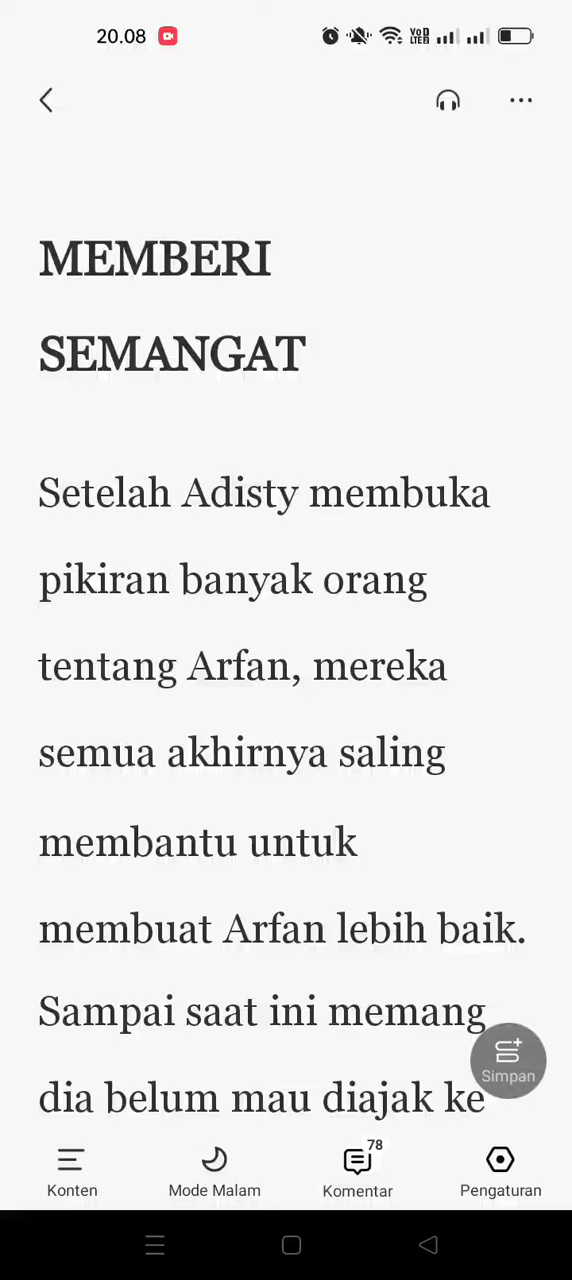 20.08
VoD LTE2
MEMBERI
SEMANGAT
Setelah Adisty membuka
pikiran banyak orang
tentang Arfan, mereka
semua akhirnya saling
membantu untuk
membuat Arfan lebih baik.
Sampai saat ini memang
Simpan
dia belum mau diajak ke
78
Konten
Mode Malam
Komentar
Pengaturan